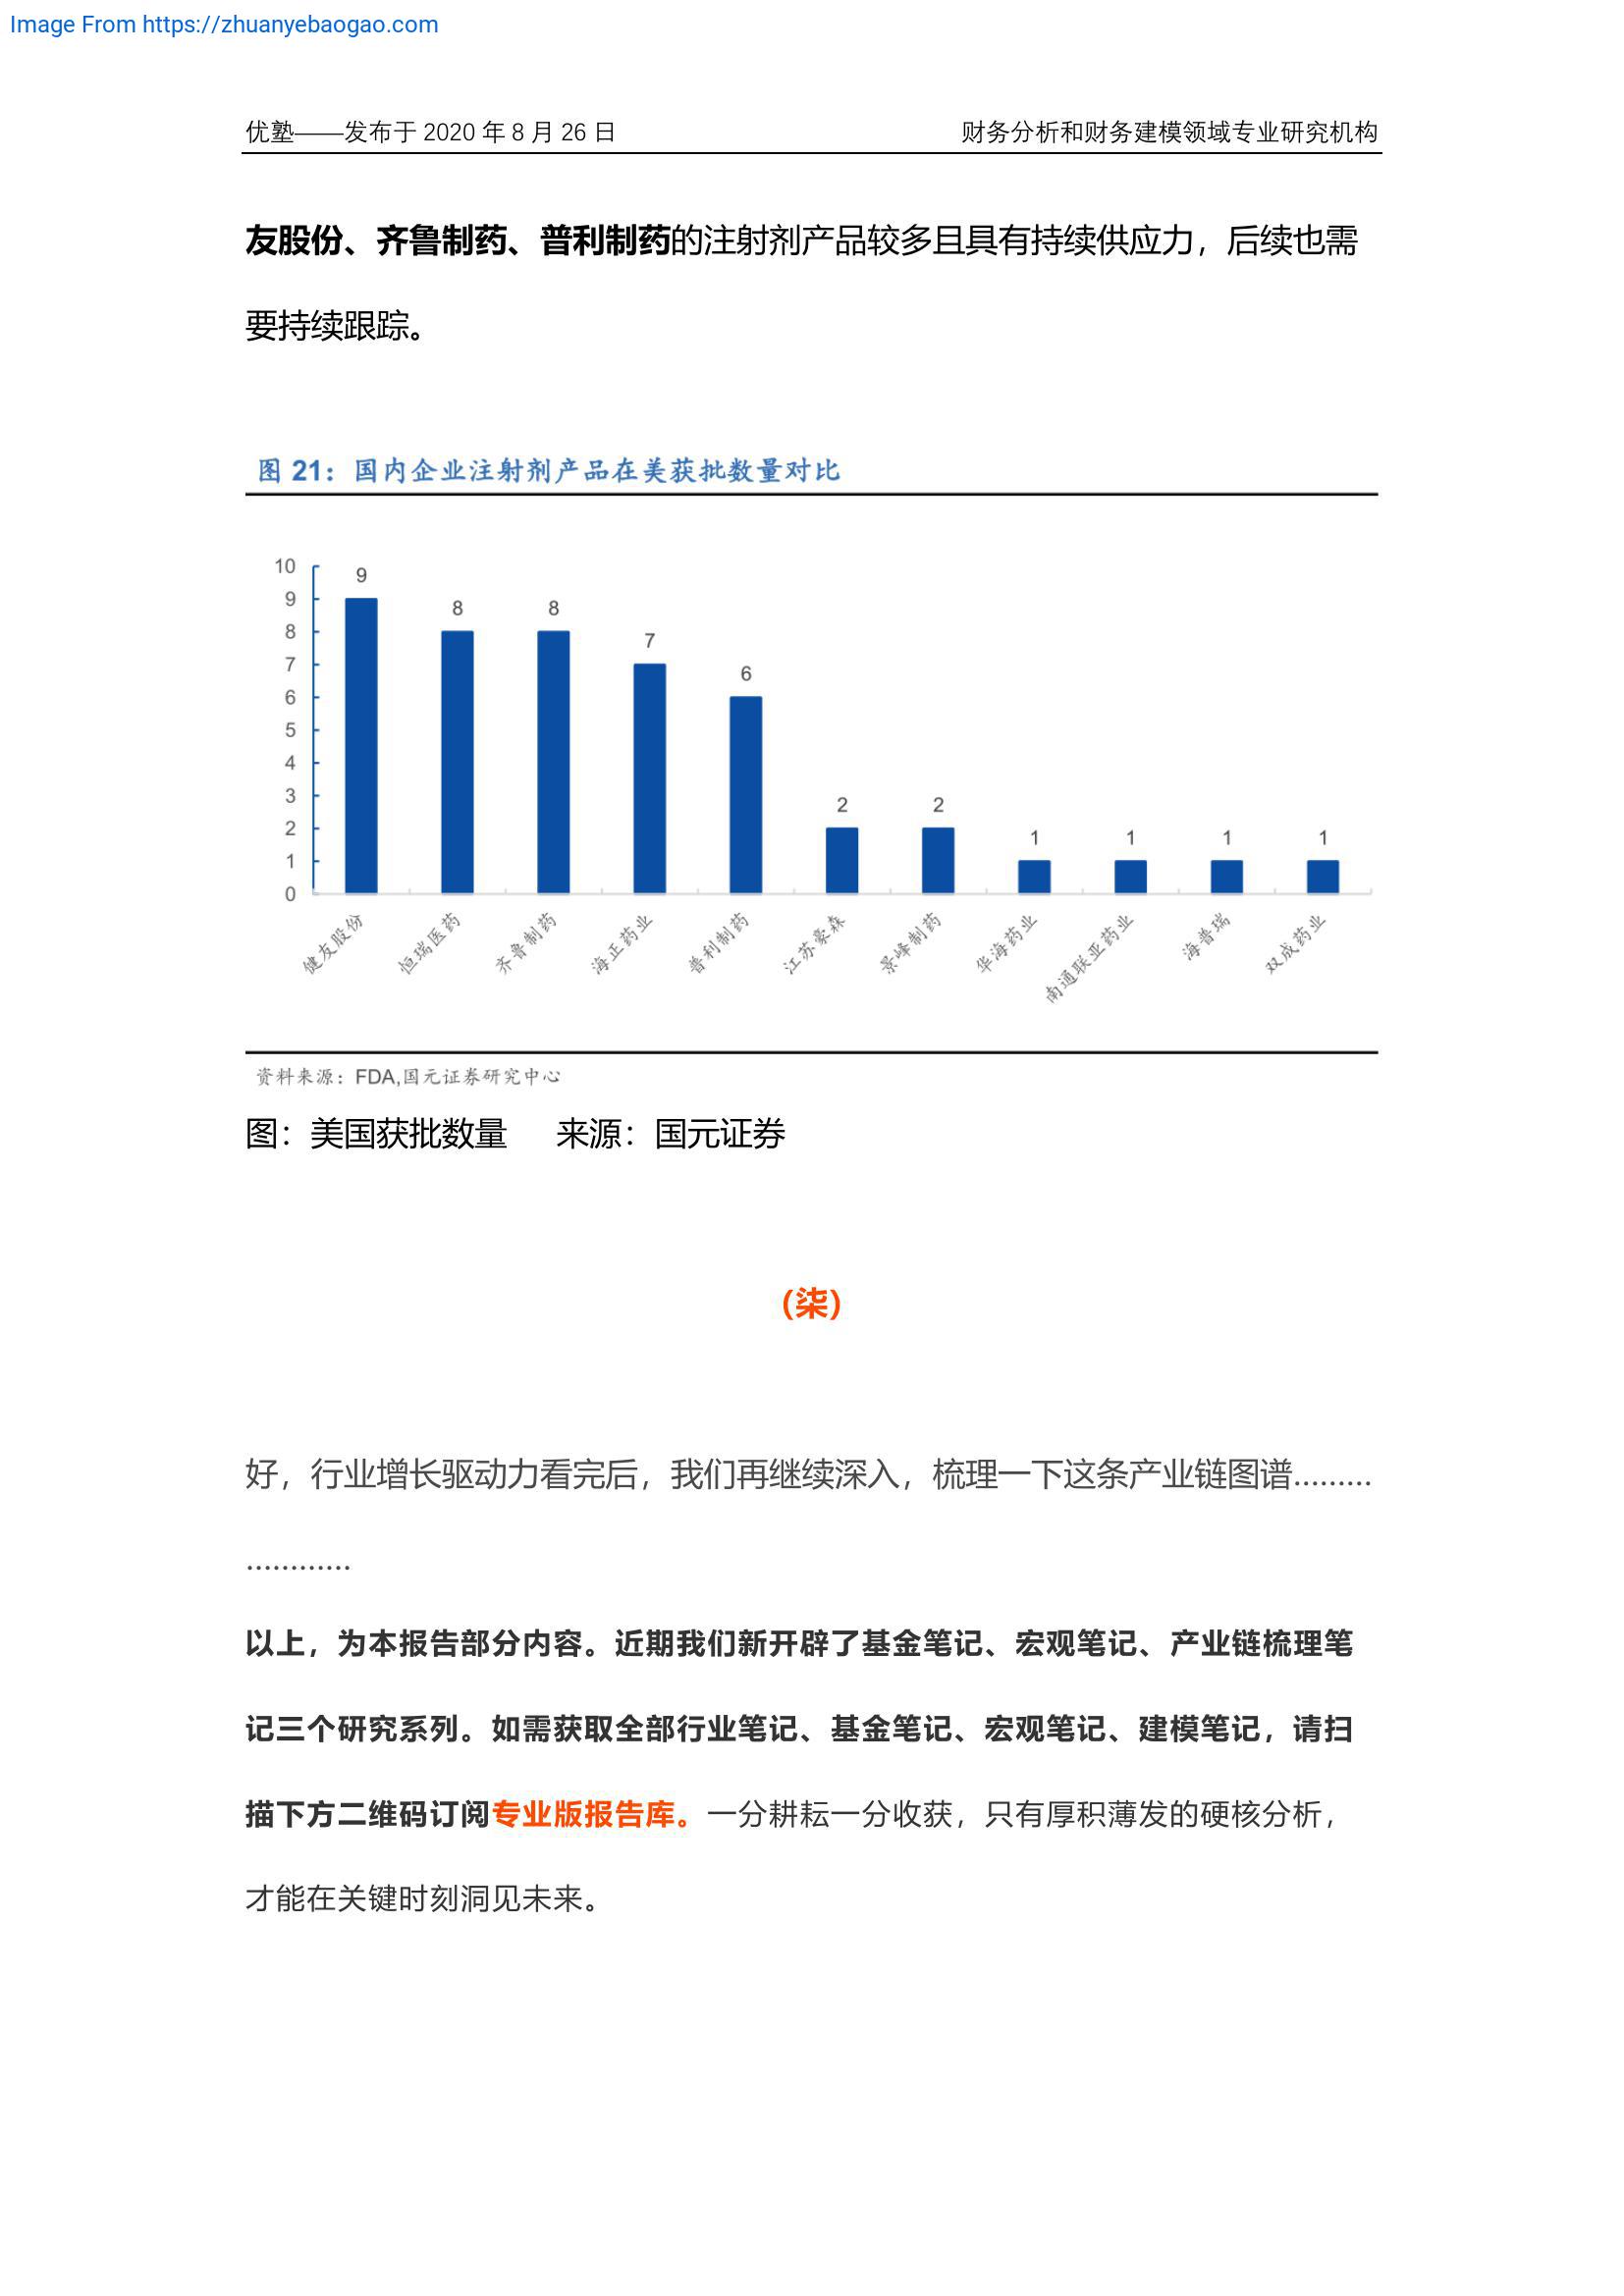 Image From https://zhuanyebaogao.com
优塾——发布于 2020 年 8 月 26 日 财务分析和财务建模领域专业研究机构
友股份、齐鲁制药、普利制药的注射剂产品较多且具有持续供应力，后续也需
要持续跟踪。
图 21：国内企业注射剂产品在美获批数量对比
10
9
8
7
6
5
4
3
2
1
0
9
8
8
7
6
2
2
1
1
1
1
健友股份
恒瑞医药
齐鲁制药
海正药业
普利制药
江苏豪森
景峰制药
华海药业
南通联亚药业
海普瑞
双成药业
资料来源：FDA,国元证券研究中心
图：美国获批数量 来源：国元证券
(柒)
好，行业增长驱动力看完后，我们再继续深入，梳理一下这条产业链图谱.........
............
以上，为本报告部分内容。近期我们新开辟了基金笔记、宏观笔记、产业链梳理笔
记三个研究系列。如需获取全部行业笔记、基金笔记、宏观笔记、建模笔记，请扫
描下方二维码订阅专业版报告库。一分耕耘一分收获，只有厚积薄发的硬核分析，
才能在关键时刻洞见未来。